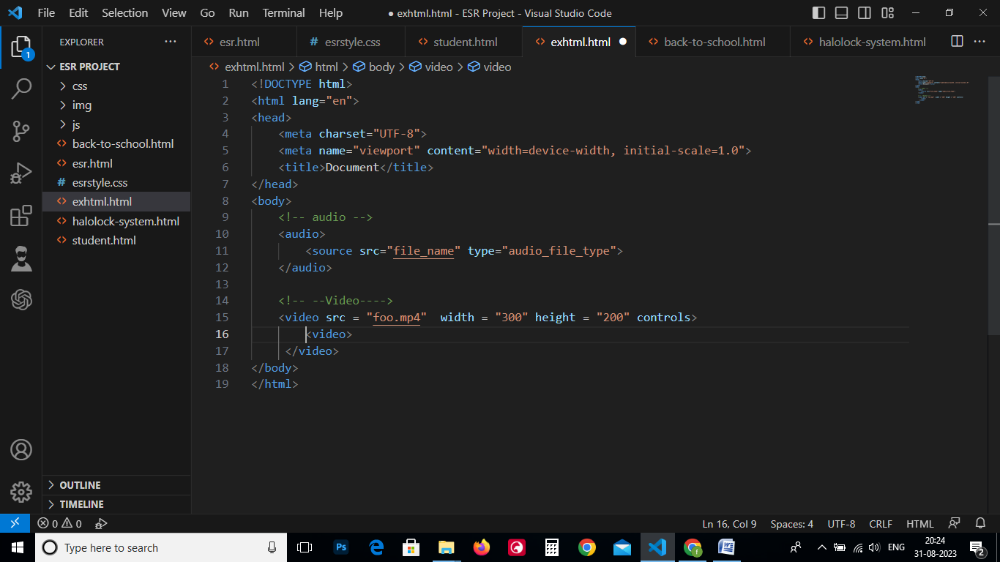 File Edit Selection View Go Run Terminal Help ● exhtml.html - ESR Project - Visual Studio Code
EXPLORER ···
esr.html # esrstyle.css student.html exhtml.html ● back-to-school.html halolock-system.html ···
exhtml.html > html > body > video > video
1
ESR PROJECT
css
img
js
back-to-school.html
esr.html
# esrstyle.css
exhtml.html
halolock-system.html
student.html
OUTLINE
TIMELINE
1 <!DOCTYPE html>
2 <html lang="en">
3 <head>
4 <meta charset="UTF-8">
5 <meta name="viewport" content="width=device-width, initial-scale=1.0">
6 <title>Document</title>
7 </head>
8 <body>
9 <!-- audio -->
10 <audio>
11 <source src="file_name" type="audio_file_type">
12 </audio>
13
14 <!-- --Video---->
15 <video src = "foo.mp4"  width = "300" height = "200" controls>
16 <video>
17 </video>
18 </body>
19 </html>
0 0 Ln 16, Col 9 Spaces: 4 UTF-8 CRLF HTML
Type here to search Ps ENG 20:24
31-08-2023 2